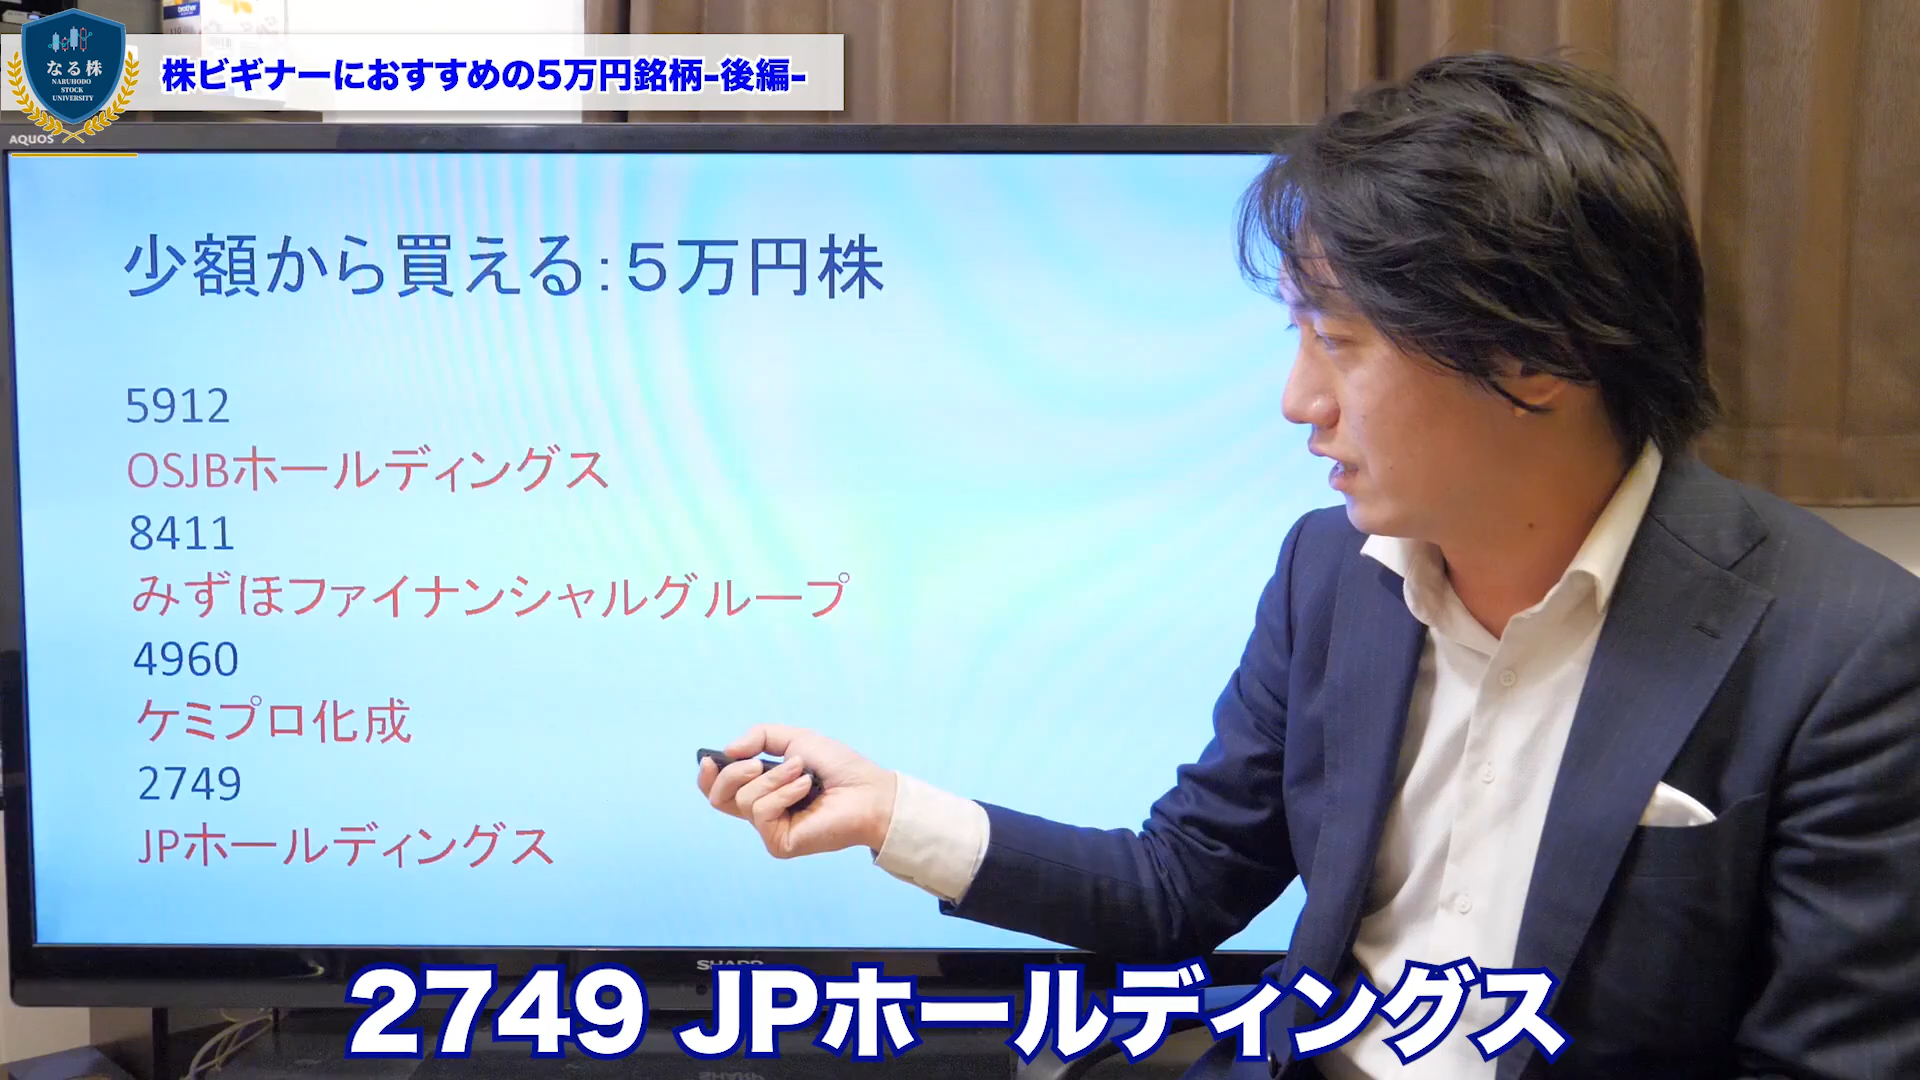 brother
なる株
NARUHODO
STOCK
UNIVERSITY
株ビギナーにおすすめの5万円銘柄-後編-
AQUOS
少額から買える：５万円株
5912
OSJBホールディングス
8411
みずほファイナンシャルグループ
4960
ケミプロ化成
2749
JPホールディングス
SHARP
2749 JPホールディングス